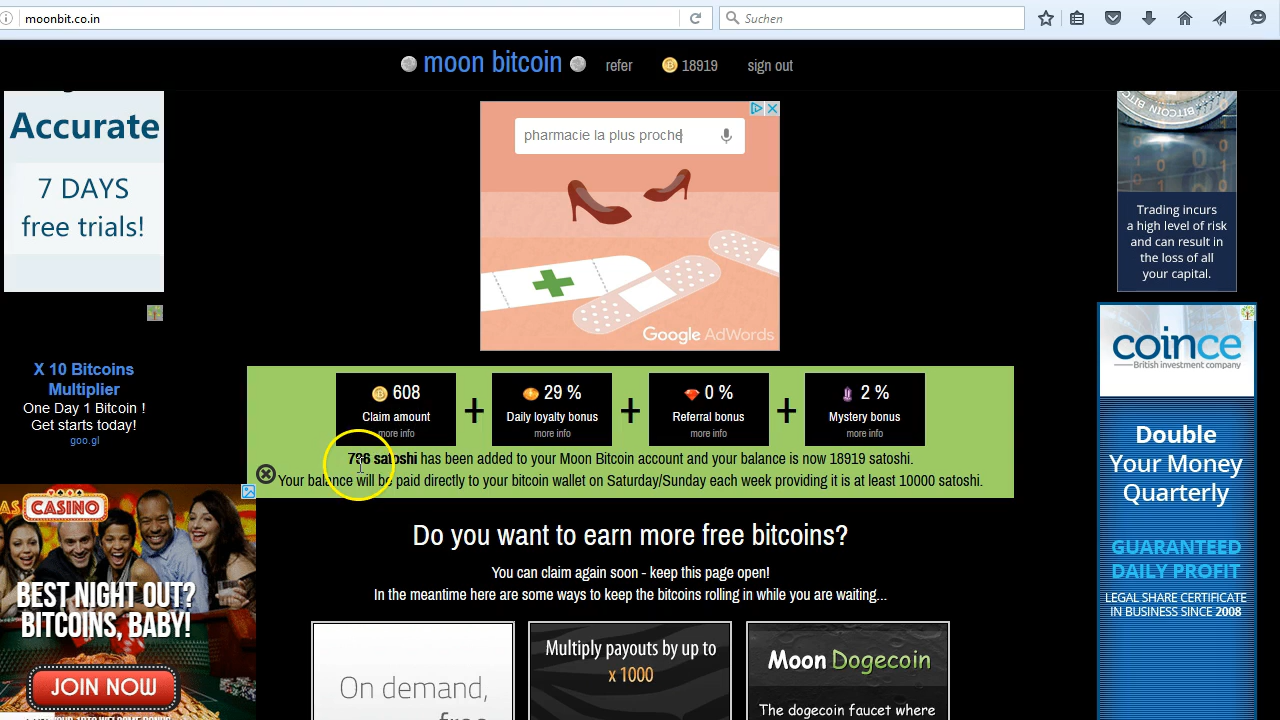 moonbit.co.in
Suchen
moon bitcoin
refer
18919
sign out
Accurate
7 DAYS
free trials!
pharmacie la plus proche
Google AdWords
BITCOIN
Trading incurs
a high level of risk
and can result in
the loss of all
your capital.
X 10 Bitcoins
Multiplier
One Day 1 Bitcoin !
Get starts today!
goo.gl
608
Claim amount
more info
+
29 %
Daily loyalty bonus
more info
+
0 %
Referral bonus
more info
+
2 %
Mystery bonus
more info
satoshi has been added to your Moon Bitcoin account and your balance is now 18919 satoshi.
Your balance will be paid directly to your bitcoin wallet on Saturday/Sunday each week providing it is at least 10000 satoshi.
coince
British investment company
Double
Your Money
Quarterly
GUARANTEED
DAILY PROFIT
LEGAL SHARE CERTIFICATE
IN BUSINESS SINCE 2008
AS CASINO
BEST NIGHT OUT?
BITCOINS, BABY!
JOIN NOW
Do you want to earn more free bitcoins?
You can claim again soon - keep this page open!
In the meantime here are some ways to keep the bitcoins rolling in while you are waiting...
On demand,
free
Multiply payouts by up to
x 1000
Moon Dogecoin
The dogecoin faucet where